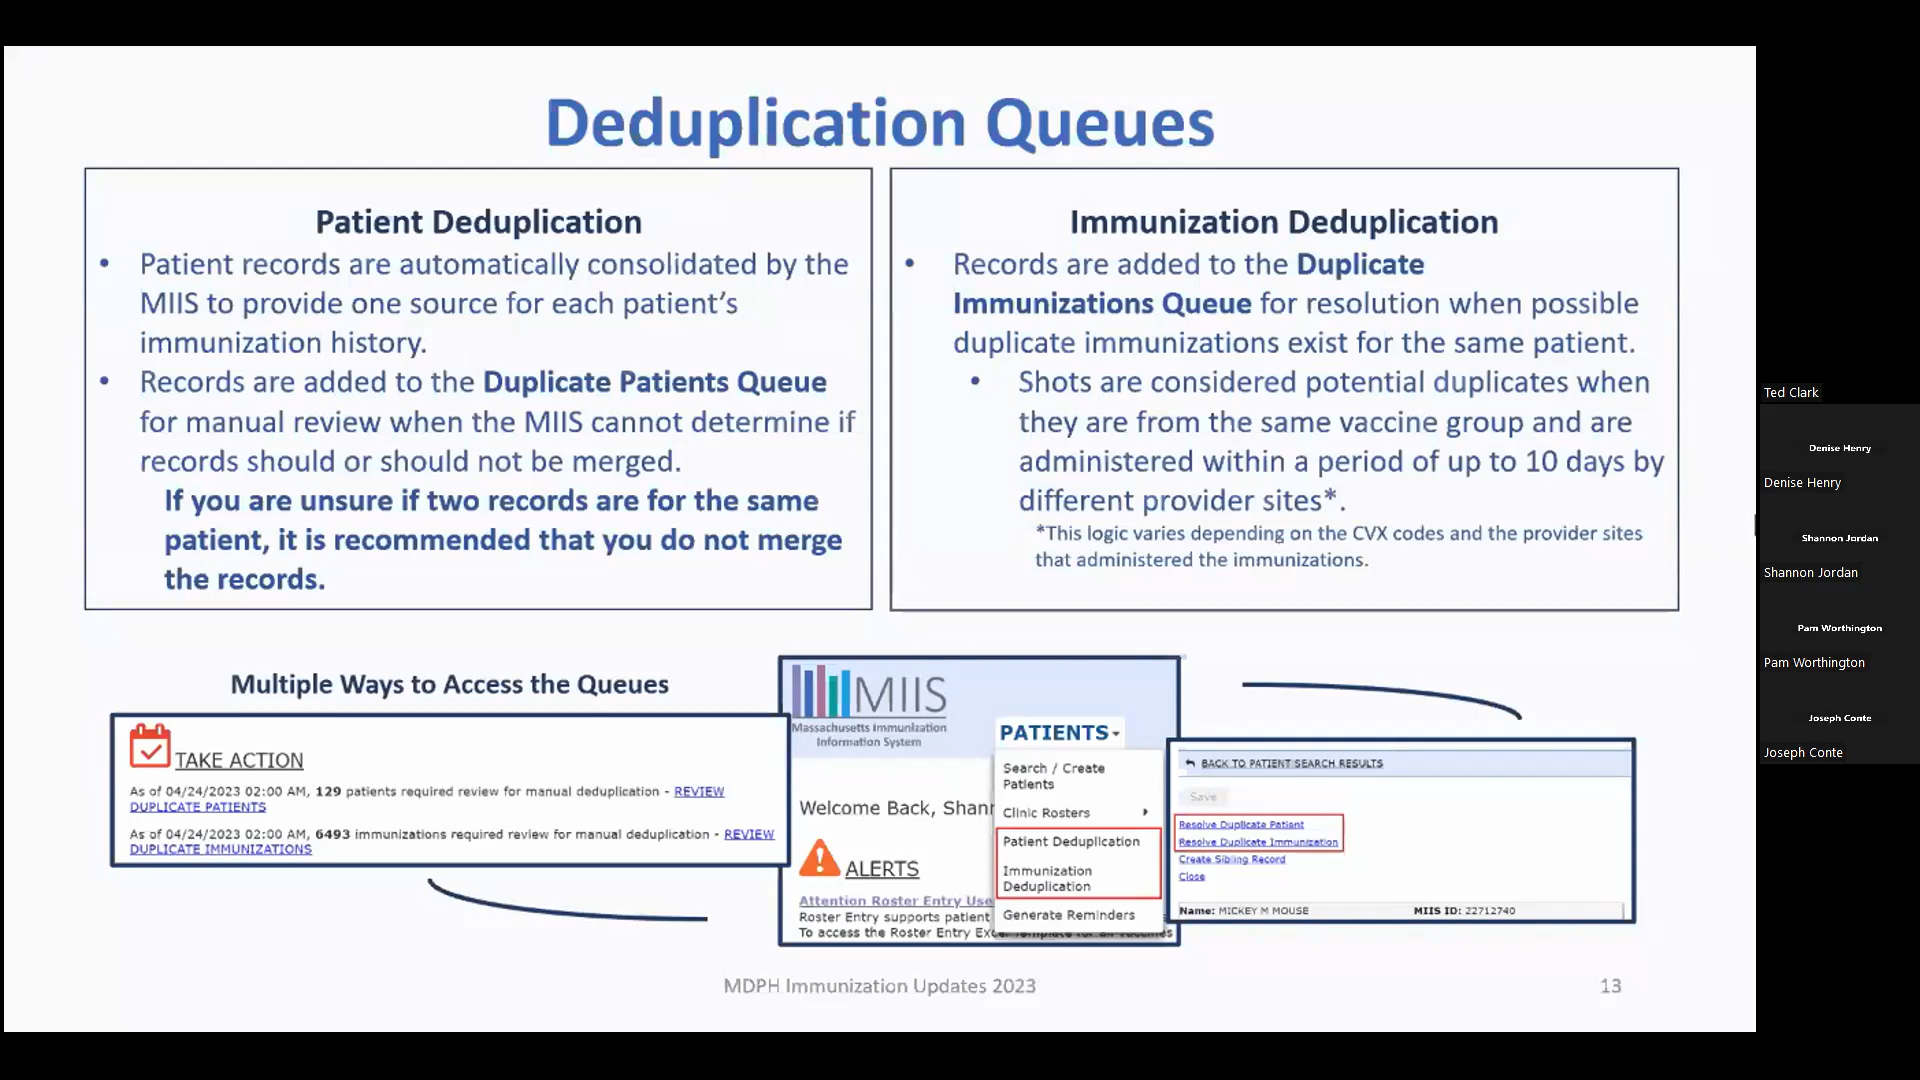 Deduplication Queues
Patient Deduplication
• Patient records are automatically consolidated by the
MIIS to provide one source for each patient’s
immunization history.
• Records are added to the Duplicate Patients Queue
for manual review when the MIIS cannot determine if
records should or should not be merged.
If you are unsure if two records are for the same
patient, it is recommended that you do not merge
the records.
Immunization Deduplication
• Records are added to the Duplicate
Immunizations Queue for resolution when possible
duplicate immunizations exist for the same patient.
• Shots are considered potential duplicates when
they are from the same vaccine group and are
administered within a period of up to 10 days by
different provider sites*.
*This logic varies depending on the CVX codes and the provider sites
that administered the immunizations.
Multiple Ways to Access the Queues
TAKE ACTION
As of 04/24/2023 02:00 AM, 129 patients required review for manual deduplication - REVIEW
DUPLICATE PATIENTS
As of 04/24/2023 02:00 AM, 6493 immunizations required review for manual deduplication - REVIEW
DUPLICATE IMMUNIZATIONS
MIIS
Massachusetts Immunization
Information System
Welcome Back, Shann
ALERTS
Attention Roster Entry Use
Roster Entry supports patient
To access the Roster Entry
PATIENTS
Search / Create
Patients
Clinic Rosters
Patient Deduplication
Immunization
Deduplication
Generate Reminders
BACK TO PATIENT SEARCH RESULTS
Save
Resolve Duplicate Patient
Resolve Duplicate Immunization
Create Sibling Record
Close
Name: MICKEY M MOUSE MIIS ID: 22712740
MDPH Immunization Updates 2023
13
Ted Clark
Denise Henry
Denise Henry
Shannon Jordan
Shannon Jordan
Pam Worthington
Pam Worthington
Joseph Conte
Joseph Conte